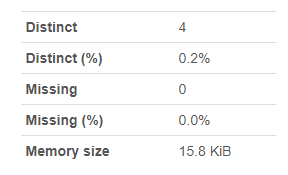 Distinct 4
Distinct (%) 0.2%
Missing 0
Missing (%) 0.0%
Memory size 15.8 KiB